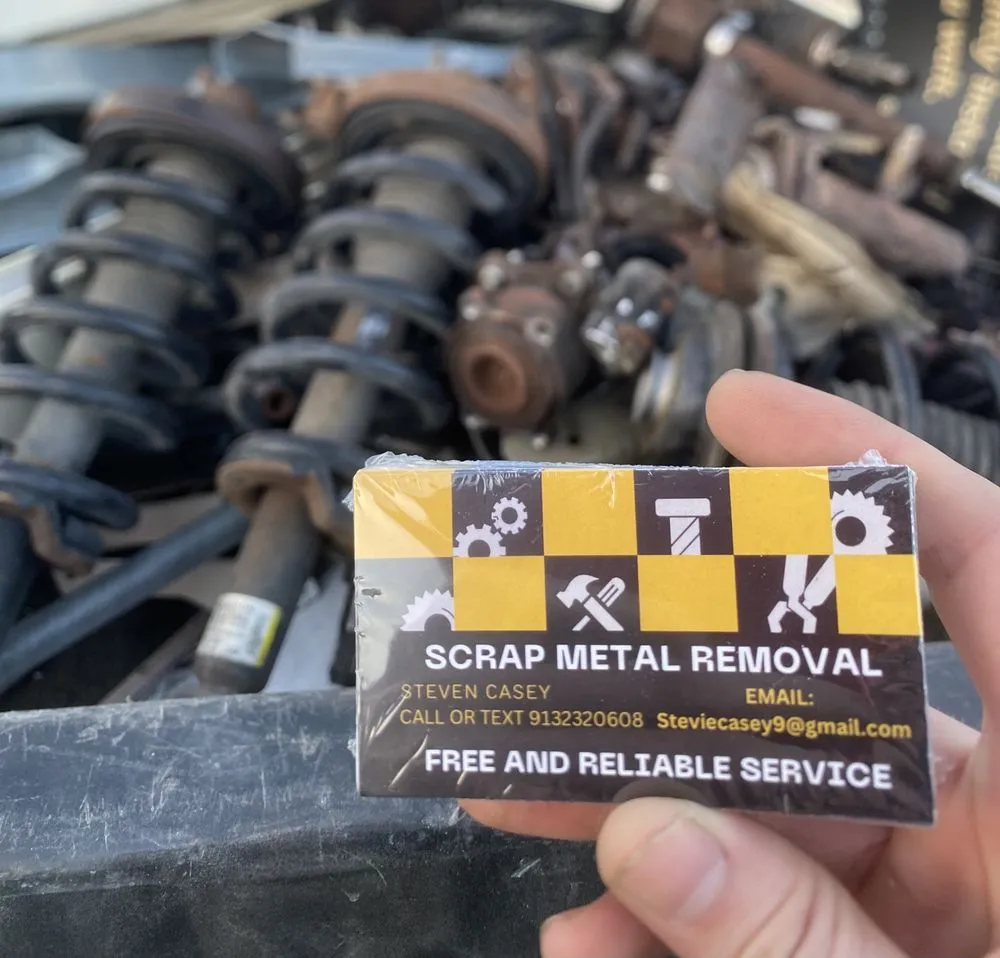 SCRAP METAL REMOVAL
STEVEN CASEY
CALL OR TEXT 9132320608
EMAIL:
Steviecasey9@gmail.com
FREE AND RELIABLE SERVICE